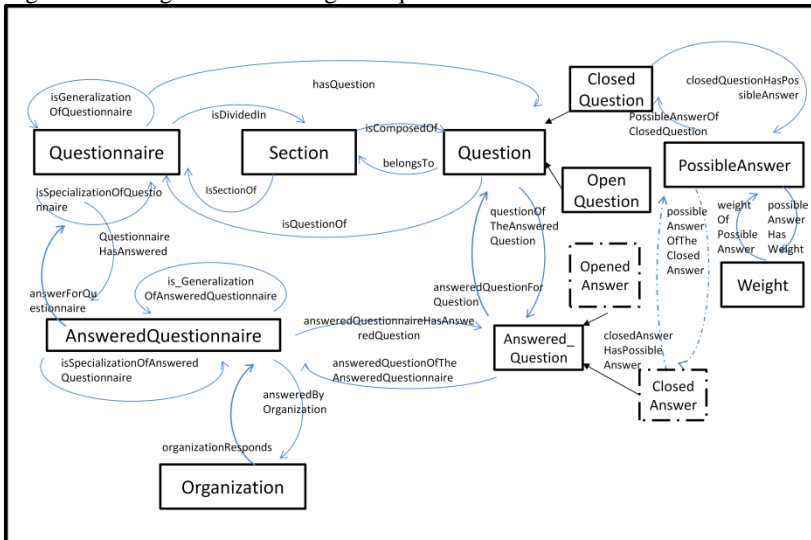 isGeneralization
OfQuestionnaire
hasQuestion
Closed
Question
closedQuestionHasPos
sibleAnswer
isDividedIn
isComposedOf
PossibleAnswerOf
ClosedQuestion
Questionnaire
Section
Question
belongsTo
PossibleAnswer
isSpecializationOfQuestio
nnaire
IsSectionOf
Open
Question
isQuestionOf
Questionnaire
HasAnswered
questionOf
TheAnswered
Question
possible
Answer
OfThe
Closed
Answer
weight
Of
Possible
Answer
possible
Answer
Has
Weight
Opened
Answer
Weight
is_Generalization
OfAnsweredQuestionnaire
answerForQu
estionnaire
answeredQuestionFor
Question
AnsweredQuestionnaire
answeredQuestionnaireHasAnswe
redQuestion
Answered_
Question
closedAnswer
HasPossible
Answer
isSpecializationOfAnswered
Questionnaire
answeredQuestionOfThe
AnsweredQuestionnaire
Closed
Answer
answeredBy
Organization
organizationResponds
Organization